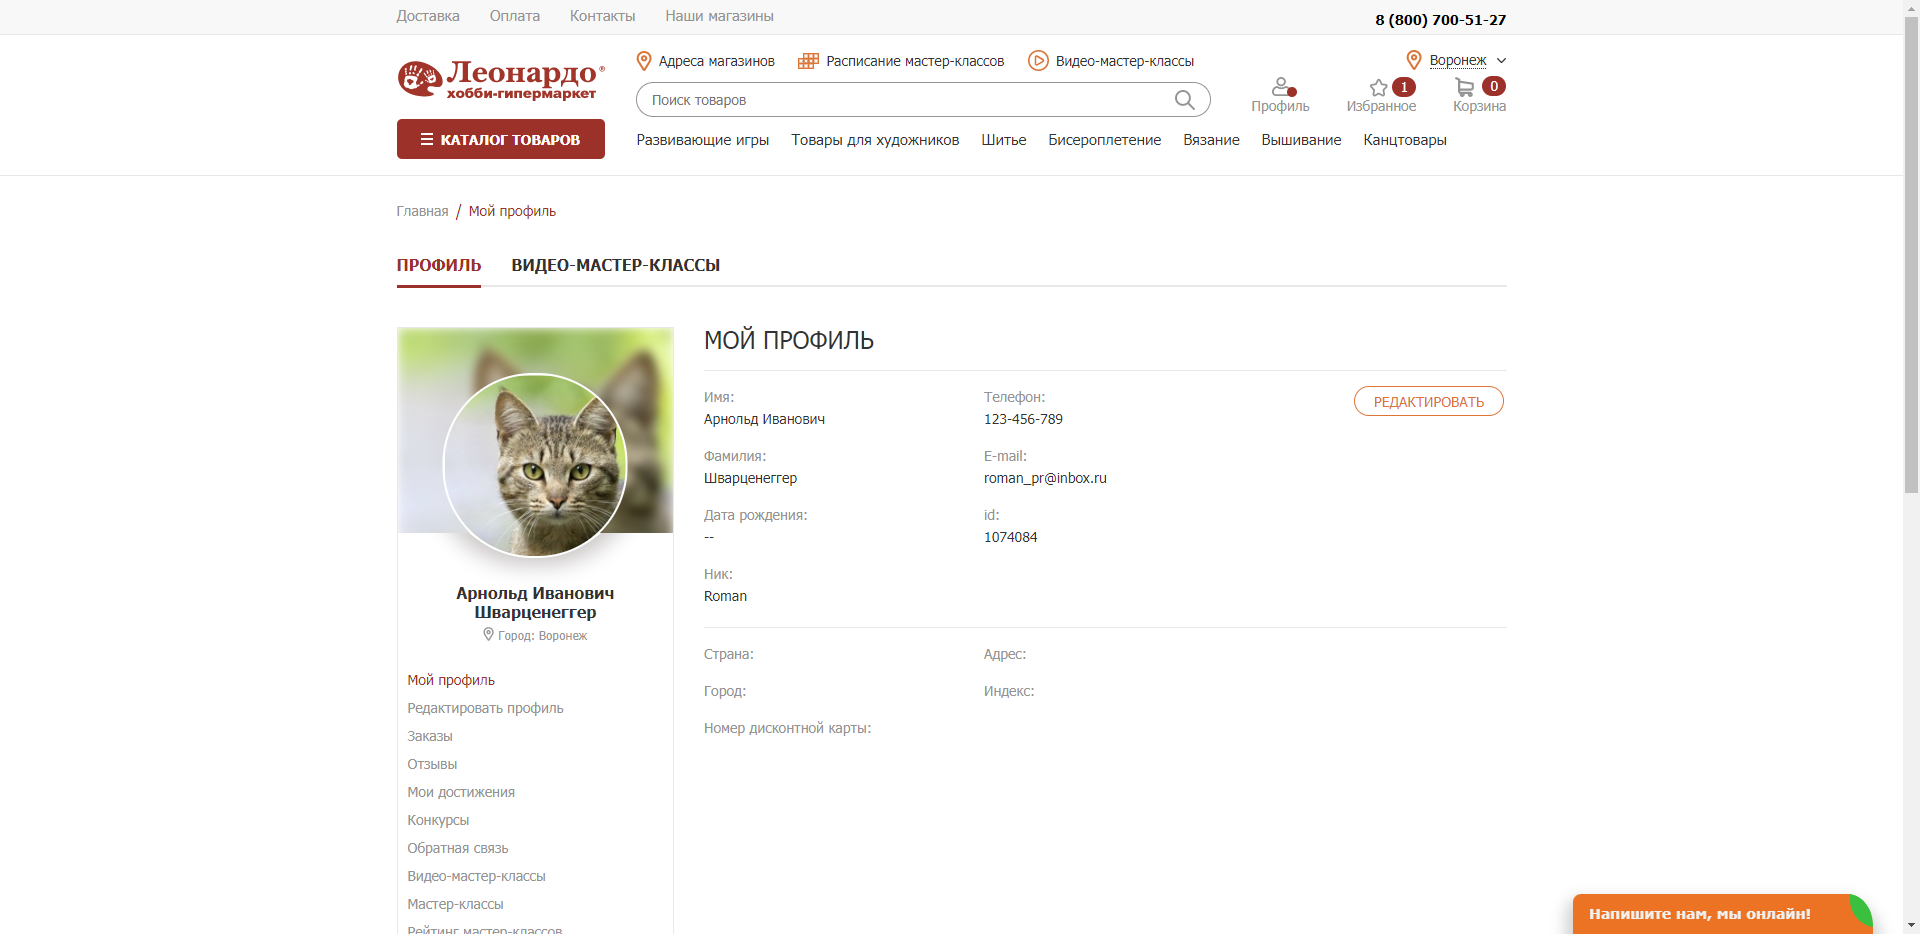 Доставка Оплата Контакты Наши магазины 8 (800) 700-51-27
Адреса магазинов Расписание мастер-классов Видео-мастер-классы Воронеж
Леонардо®
хобби-гипермаркет
Поиск товаров
1
0
Профиль Избранное Корзина
КАТАЛОГ ТОВАРОВ
Развивающие игры Товары для художников Шитье Бисероплетение Вязание Вышивание Канцтовары
Главная / Мой профиль
ПРОФИЛЬ ВИДЕО-МАСТЕР-КЛАССЫ
Арнольд Иванович
Шварценеггер
Город: Воронеж
Мой профиль
Редактировать профиль
Заказы
Отзывы
Мои достижения
Конкурсы
Обратная связь
Видео-мастер-классы
Мастер-классы
Рейтинг мастер-классов
МОЙ ПРОФИЛЬ
Имя: Телефон:
Арнольд Иванович 123-456-789
РЕДАКТИРОВАТЬ
Фамилия: E-mail:
Шварценеггер roman_pr@inbox.ru
Дата рождения: id:
-- 1074084
Ник:
Roman
Страна: Адрес:
Город: Индекс:
Номер дисконтной карты:
Напишите нам, мы онлайн!